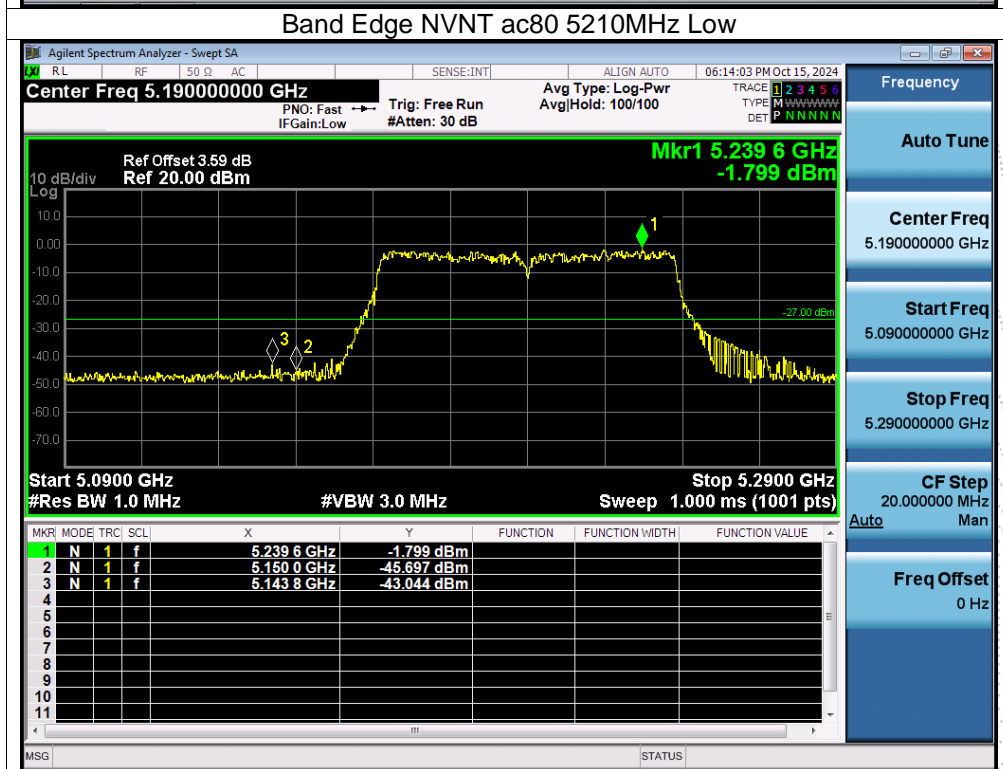 Band Edge NVNT ac80 5210MHz Low
Agilent Spectrum Analyzer - Swept SA
LXI RL RF 50 Ω AC SENSE:INT ALIGN AUTO 06:14:03 PM Oct 15, 2024
Center Freq 5.190000000 GHz
PNO: Fast
IFGain:Low
Trig: Free Run
#Atten: 30 dB
Avg Type: Log-Pwr
Avg|Hold: 100/100
TRACE 1 2 3 4 5 6
TYPE M WWWWW
DET P N N N N N
Frequency
Auto Tune
Center Freq
5.190000000 GHz
Start Freq
5.090000000 GHz
Stop Freq
5.290000000 GHz
CF Step
20.000000 MHz
Auto Man
Freq Offset
0 Hz
Mkr1 5.239 6 GHz
-1.799 dBm
Ref Offset 3.59 dB
10 dB/div Ref 20.00 dBm
Log
10.0
0.00
-10.0
-20.0
-30.0
-40.0
-50.0
-60.0
-70.0
1
-27.00 dBm
3
2
Start 5.0900 GHz Stop 5.2900 GHz
#Res BW 1.0 MHz #VBW 3.0 MHz Sweep 1.000 ms (1001 pts)
MKR MODE TRC SCL X Y FUNCTION FUNCTION WIDTH FUNCTION VALUE
1 N 1 f 5.239 6 GHz -1.799 dBm
2 N 1 f 5.150 0 GHz -45.697 dBm
3 N 1 f 5.143 8 GHz -43.044 dBm
4
5
6
7
8
9
10
11
MSG STATUS